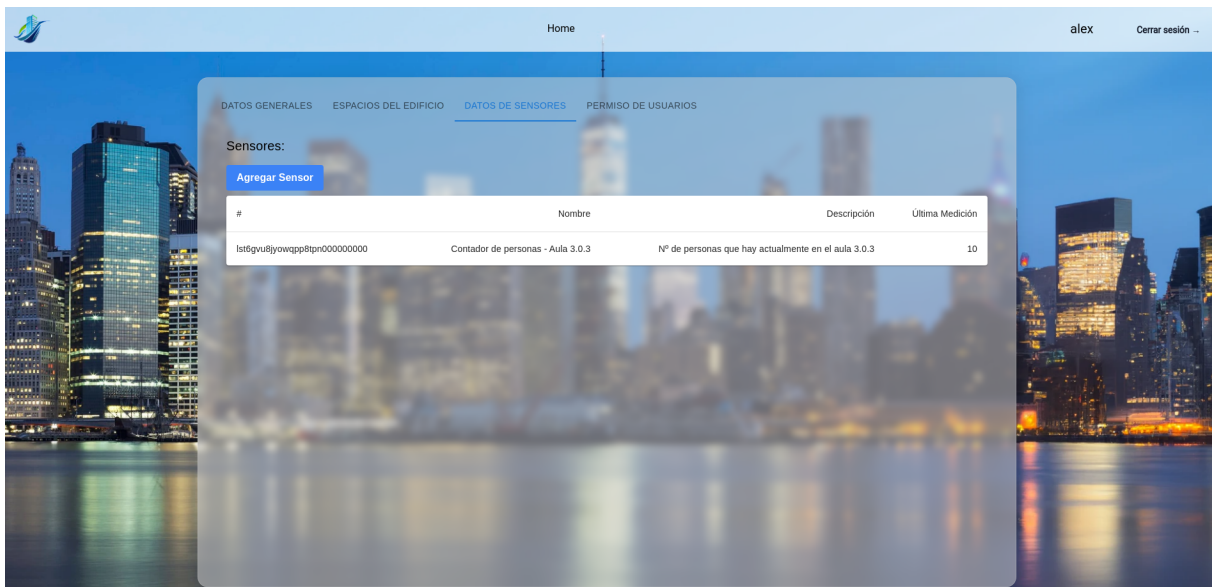 Home alex Cerrar sesión →
DATOS GENERALES ESPACIOS DEL EDIFICIO DATOS DE SENSORES PERMISO DE USUARIOS
Sensores:
Agregar Sensor
# Nombre Descripción Última Medición
lst6gvu8jyowqpp8tpn000000000 Contador de personas - Aula 3.0.3 Nº de personas que hay actualmente en el aula 3.0.3 10